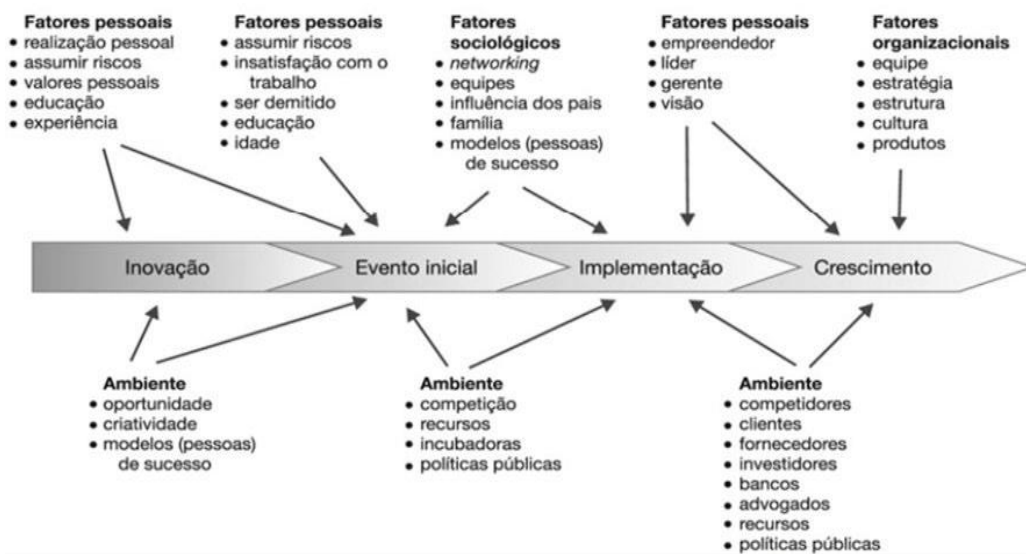 Fatores pessoais
• realização pessoal
• assumir riscos
• valores pessoais
• educação
• experiência
Fatores pessoais
• assumir riscos
• insatisfação com o
trabalho
• ser demitido
• educação
• idade
Fatores
sociológicos
• networking
• equipes
• influência dos pais
• família
• modelos (pessoas)
de sucesso
Fatores pessoais
• empreendedor
• líder
• gerente
• visão
Fatores
organizacionais
• equipe
• estratégia
• estrutura
• cultura
• produtos
Inovação
Evento inicial
Implementação
Crescimento
Ambiente
• oportunidade
• criatividade
• modelos (pessoas)
de sucesso
Ambiente
• competição
• recursos
• incubadoras
• políticas públicas
Ambiente
• competidores
• clientes
• fornecedores
• investidores
• bancos
• advogados
• recursos
• políticas públicas